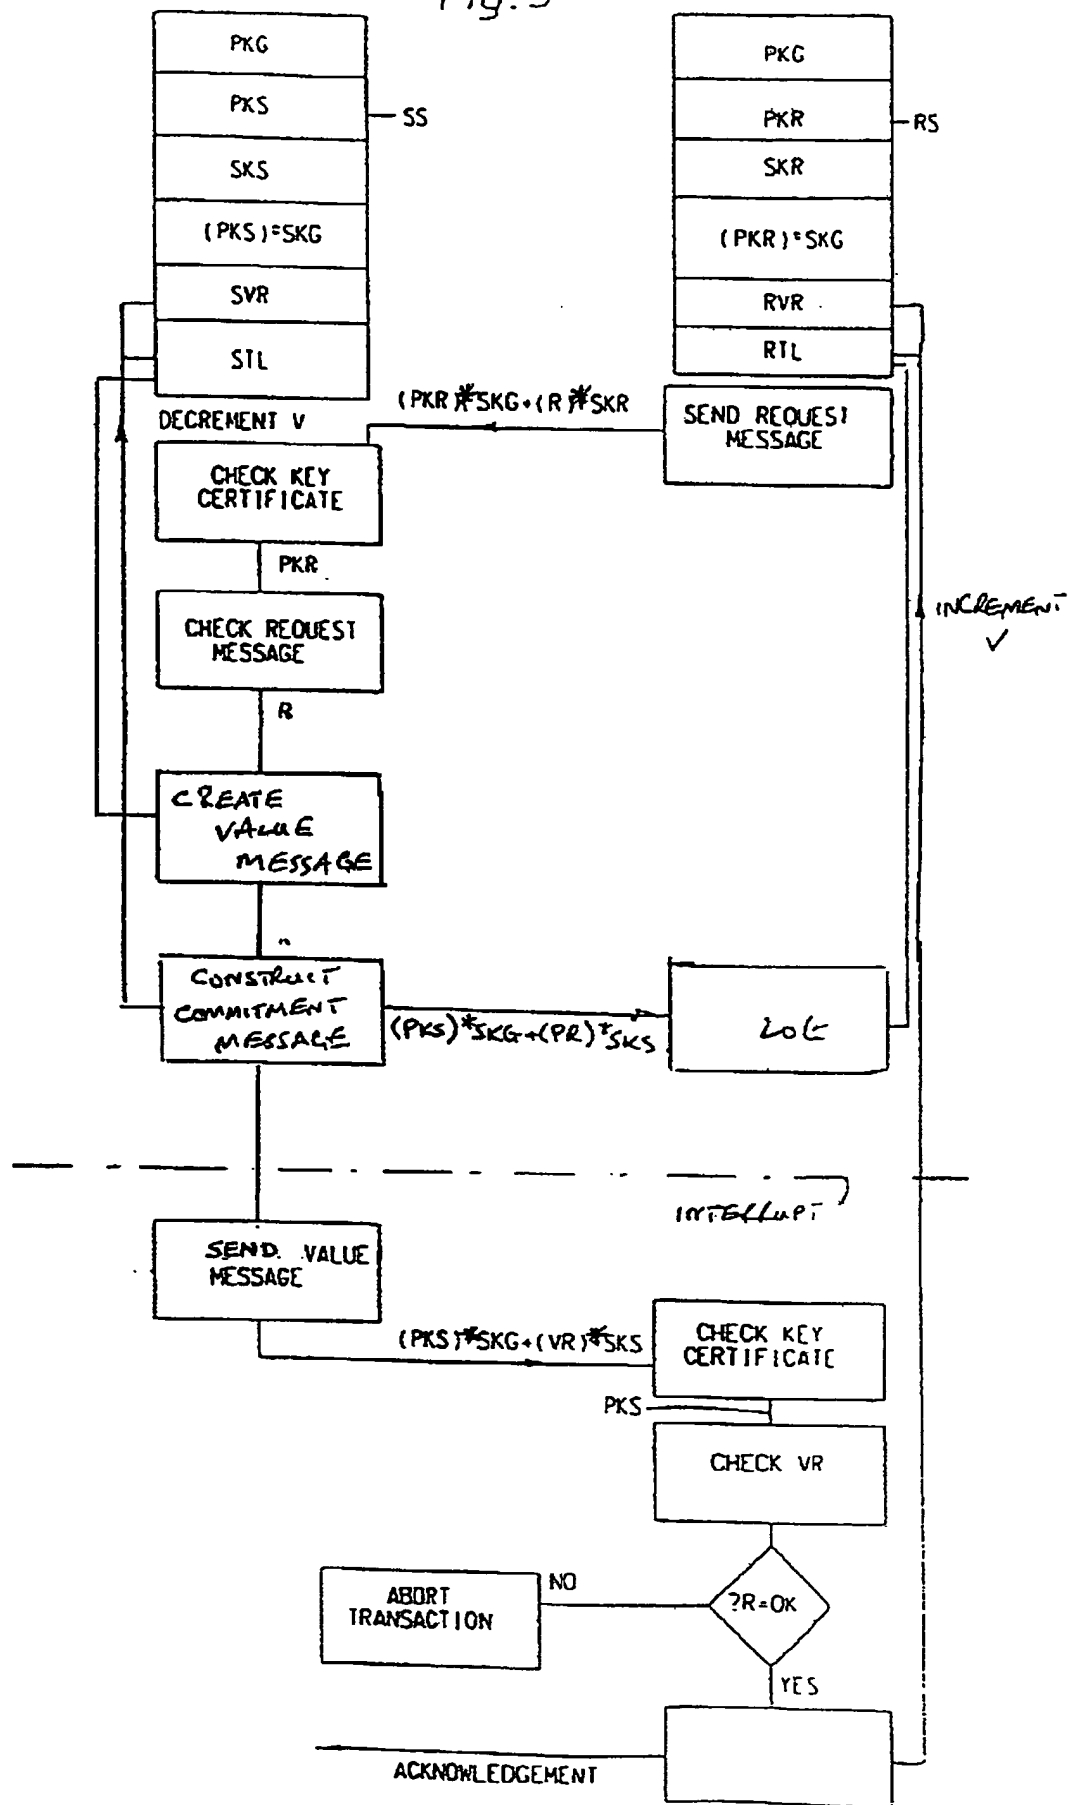 Fig. 5
PKG
PKS
SS
SKS
(PKS)*SKG
SVR
STL
PKG
PKR
RS
SKR
(PKR)*SKG
RVR
RTL
DECREMENT V
(PKR)*SKG+(R)*SKR
SEND REQUEST
MESSAGE
CHECK KEY
CERTIFICATE
PKR
CHECK REQUEST
MESSAGE
R
INCREMENT
V
CREATE
VALUE
MESSAGE
CONSTRUCT
COMMITMENT
MESSAGE
(PKS)*SKG+(PR)*SKS
INTERRUPT
SEND VALUE
MESSAGE
(PKS)*SKG+(VR)*SKS
CHECK KEY
CERTIFICATE
PKS
CHECK VR
?R=OK
NO
ABORT
TRANSACTION
YES
ACKNOWLEDGEMENT